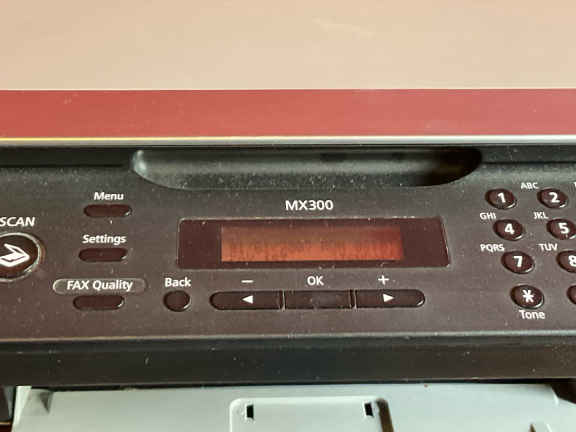 MX300
Menu
SCAN
Settings
FAX Quality
Back
−
OK
+
1
ABC
2
GHI
4
JKL
5
PQRS
7
TUV
8
*
Tone